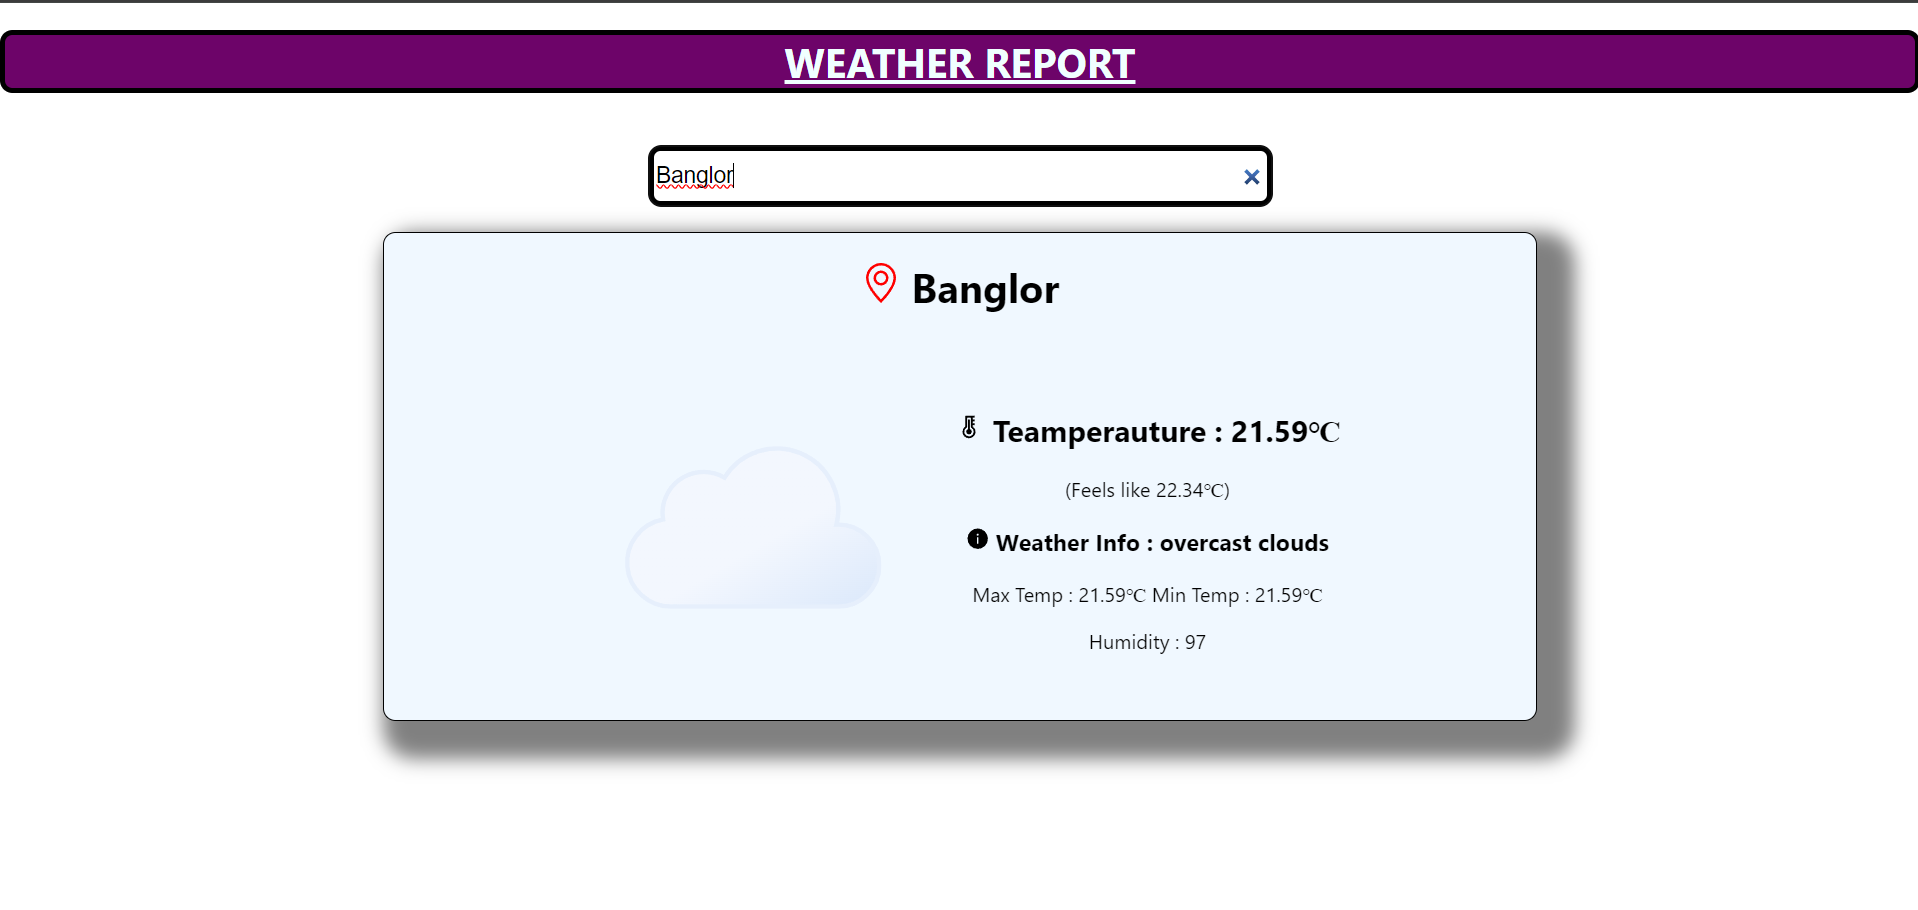 WEATHER REPORT
Banglor
Banglor
Teamperauture : 21.59℃
(Feels like 22.34℃)
Weather Info : overcast clouds
Max Temp : 21.59℃ Min Temp : 21.59℃
Humidity : 97